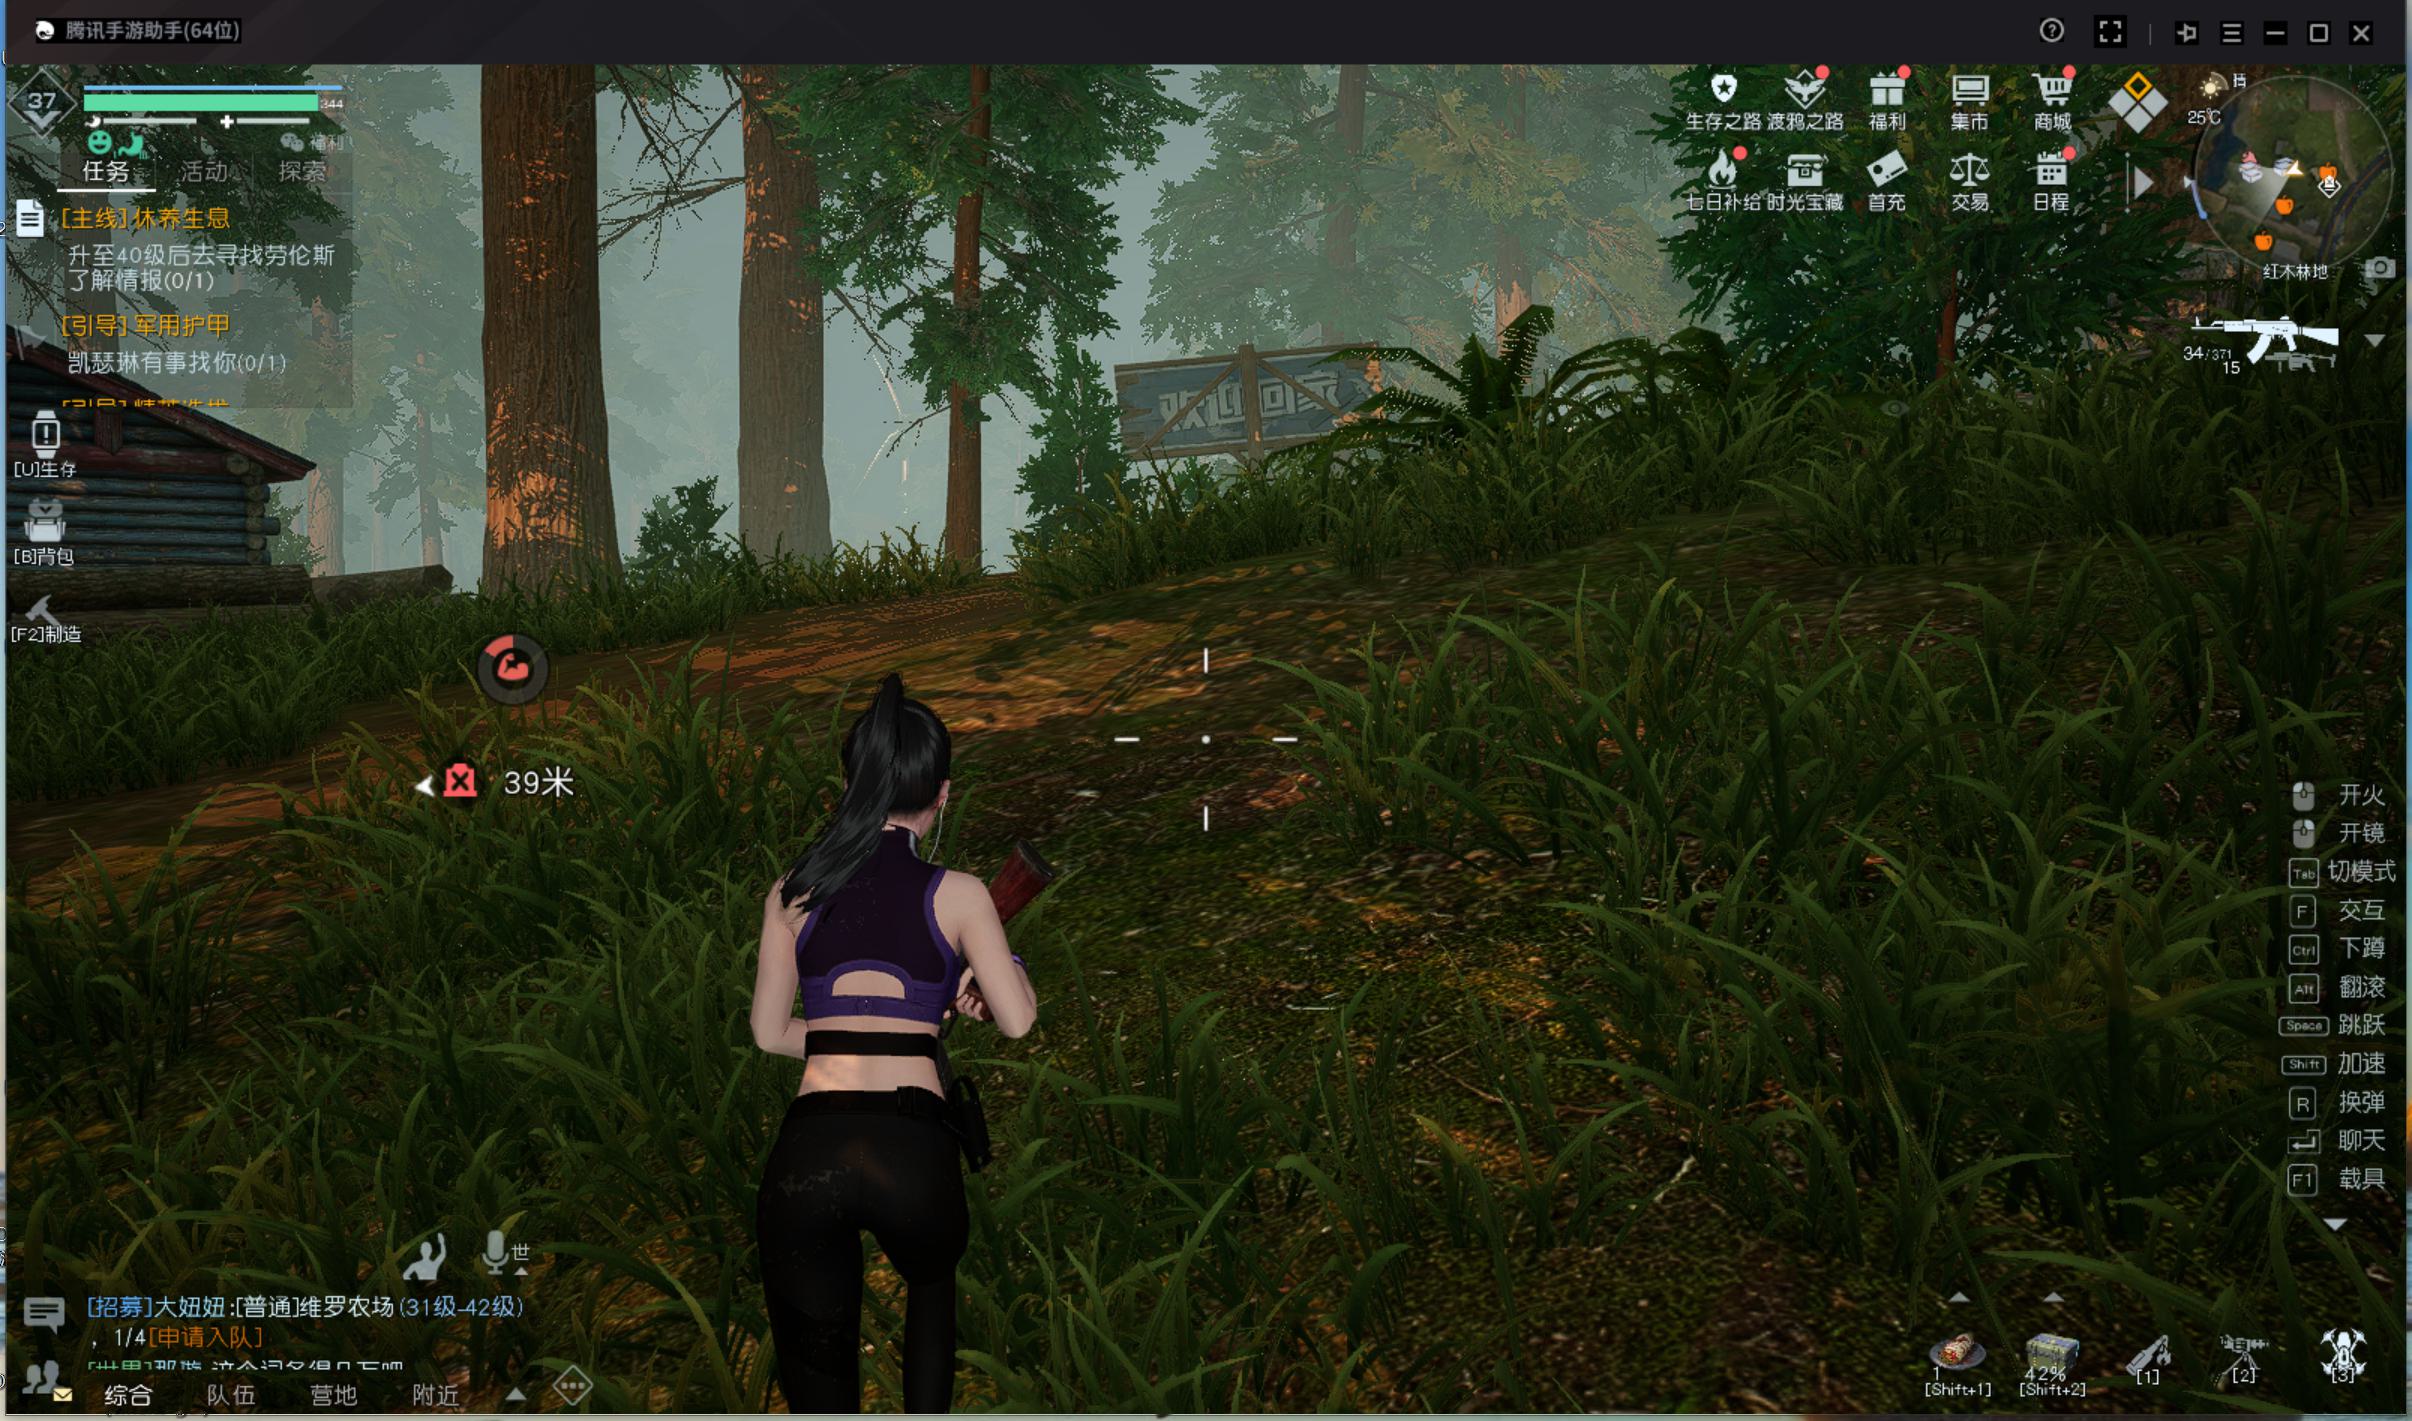 腾讯手游助手(64位)
37
344
福利
任务 活动 探索
[主线]休养生息
升至40级后去寻找劳伦斯
了解情报(0/1)
[引导]军用护甲
凯瑟琳有事找你(0/1)
[U]生存
[B]背包
[F2]制造
生存之路 渡鸦之路 福利 集市 商城
七日补给 时光宝藏 首充 交易 日程
晴
25℃
红木林地
34/371
15
欢迎回家
39米
开火
开镜
Tab 切模式
F 交互
Ctrl 下蹲
Alt 翻滚
Space 跳跃
Shift 加速
R 换弹
聊天
F1 载具
世
[招募]大妞妞:[普通]维罗农场(31级-42级)
，1/4[申请入队]
综合 队伍 营地 附近
1 42%
[Shift+1] [Shift+2] [1] [2] [3]